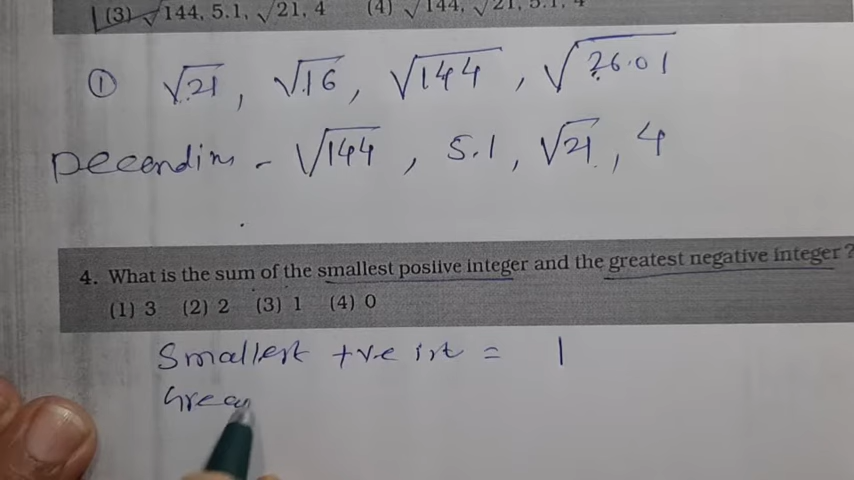 (3) √144, 5.1, √21, 4 (4) √144, √21, 5.1, 4
① √21, √16, √144, √26.01
Decendin - √144, 5.1, √21, 4
4. What is the sum of the smallest posiive integer and the greatest negative integer?
(1) 3 (2) 2 (3) 1 (4) 0
Smallest +ve int = 1
Grea